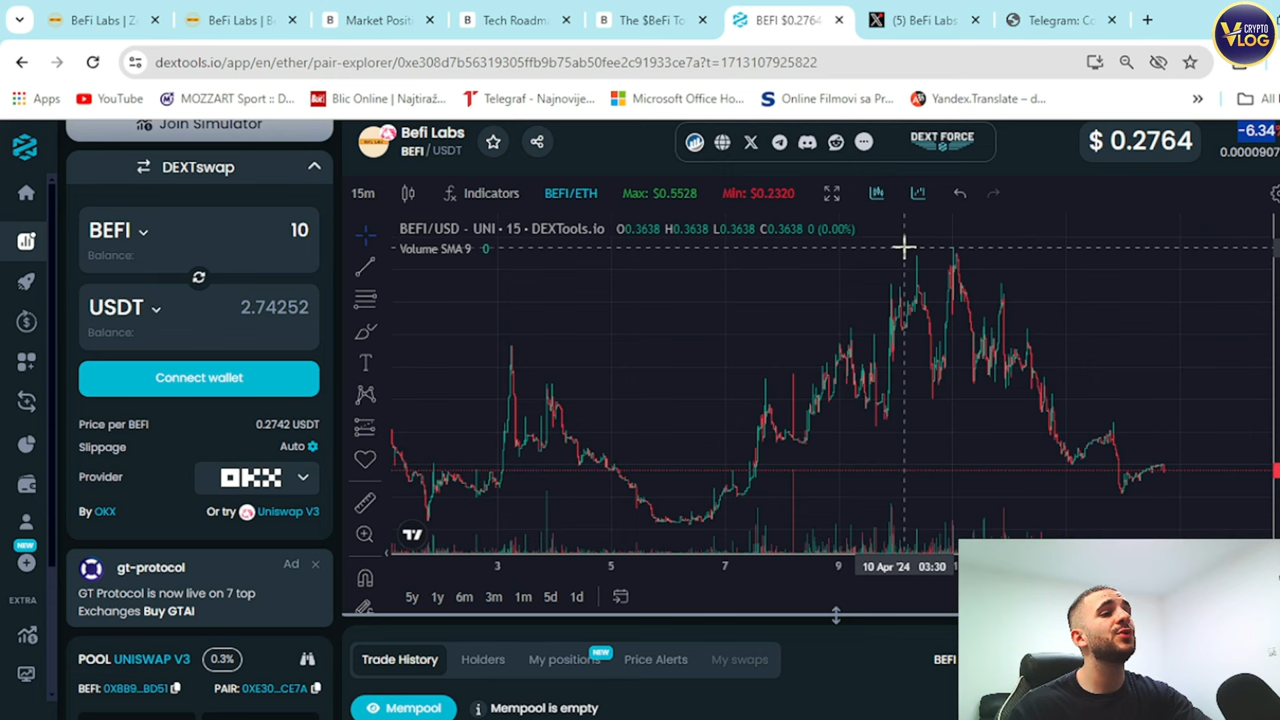 BeFi Labs | Ze
BeFi Labs | Be
Market Posit
Tech Roadma
The $BeFi To
BEFI $0.2764
(5) BeFi Labs
Telegram: Co
CRYPTO
VLOG
dextools.io/app/en/ether/pair-explorer/0xe308d7b56319305ffb9b75ab50fee2c91933ce7a?t=1713107925822
Apps
YouTube
MOZZART Sport :: D...
Blic Online | Najtiraž...
Telegraf - Najnovije...
Microsoft Office Ho...
Online Filmovi sa Pr...
Yandex.Translate – d...
All
Join Simulator
DEXTswap
BEFI
10
Balance:
USDT
2.74252
Balance:
Connect wallet
Price per BEFI
0.2742 USDT
Slippage
Auto
Provider
OKX
By OKX
Or try Uniswap V3
NEW
gt-protocol
Ad
GT Protocol is now live on 7 top
Exchanges Buy GTAI
EXTRA
POOL UNISWAP V3
0.3%
BEFI: 0X8B9..BD51
PAIR: 0XE30...CE7A
Befi Labs
BEFI / USDT
DEXT FORCE
$ 0.2764
-6.34
0.0000907
15m
Indicators
BEFI/ETH
Max: $0.5528
Min: $0.2320
BEFI/USD · UNI · 15 · DEXTools.io
O0.3638 H0.3638 L0.3638 C0.3638 0 (0.00%)
Volume SMA 9
0
3
5
7
9
10 Apr '24 03:30
5y
1y
6m
3m
1m
5d
1d
Trade History
Holders
My positions
NEW
Price Alerts
My swaps
BEF
Mempool
Mempool is empty